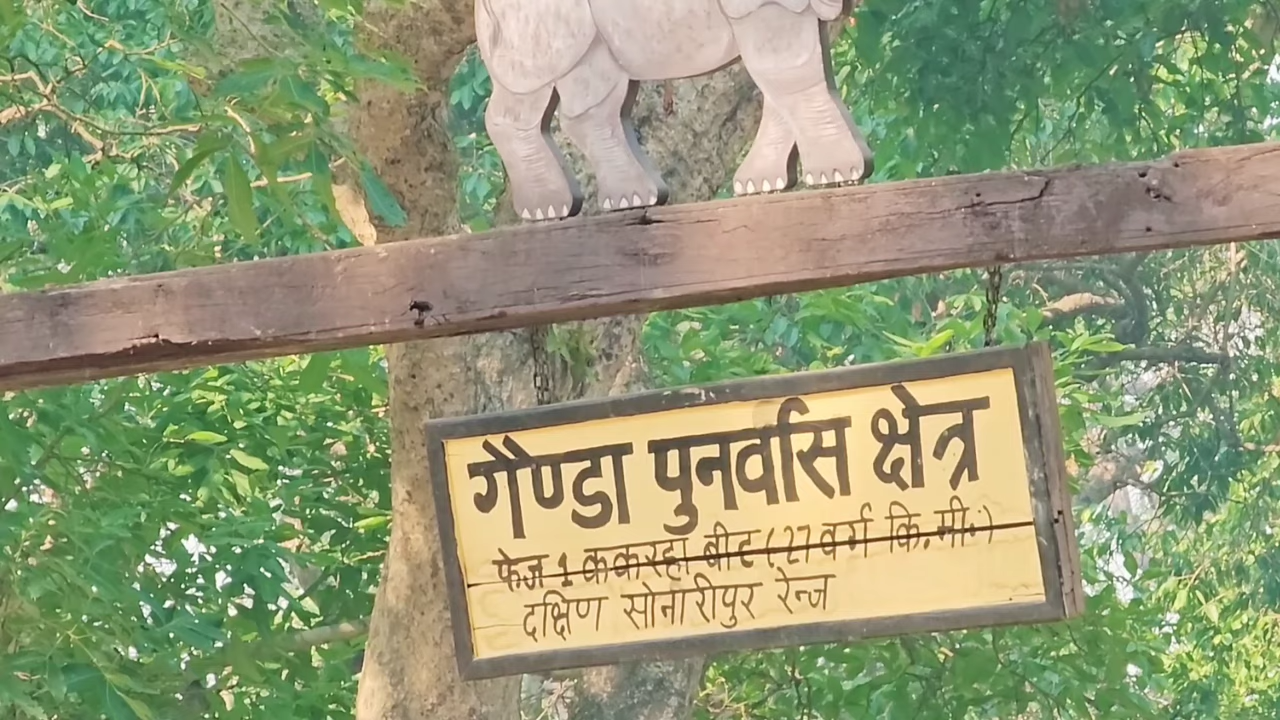 गैण्डा पुनर्वास क्षेत्र
फेज 1 ककरहा बीट (27 वर्ग कि.मी.)
दक्षिण सोनारीपुर रेन्ज